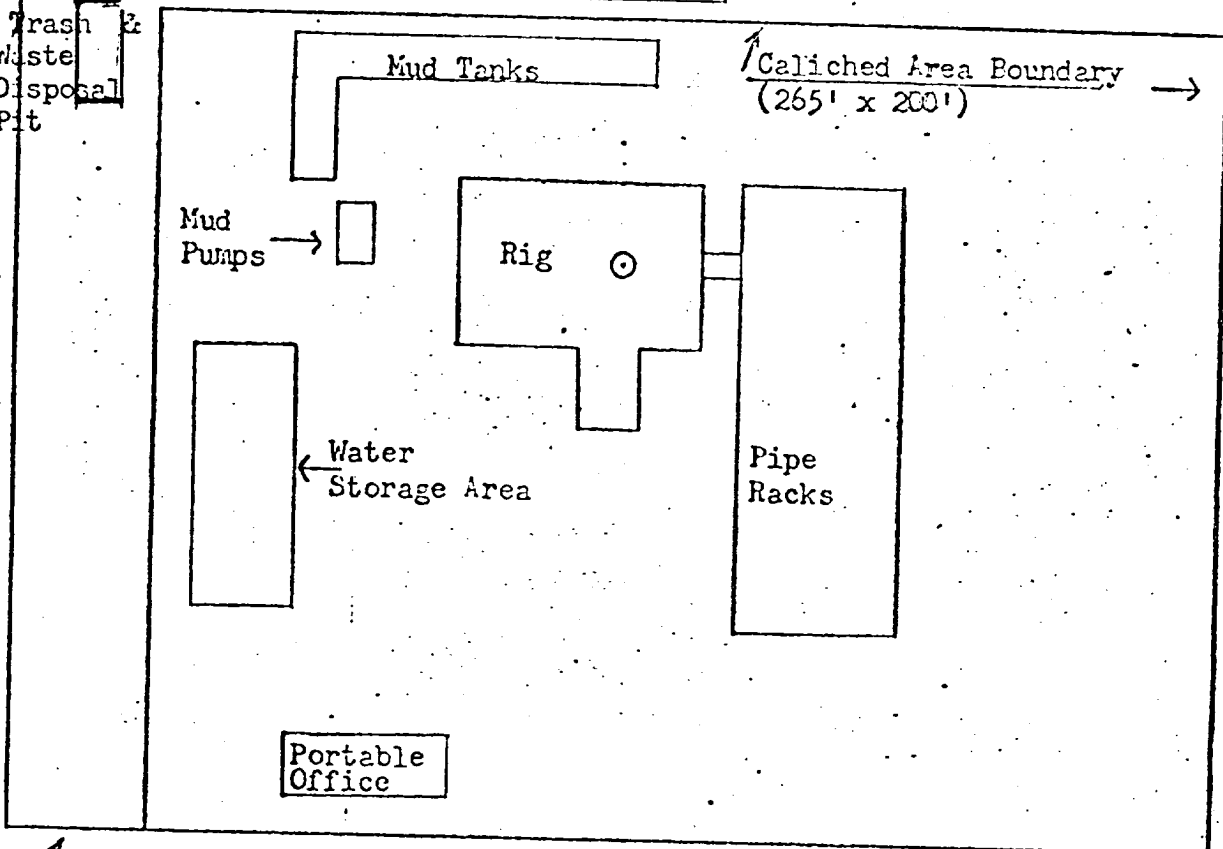 Trash &
Waste
Disposal
Pit
Mud Tanks
Caliched Area Boundary
(265' x 200')
Mud
Pumps
Rig
Water
Storage Area
Pipe
Racks
Portable
Office